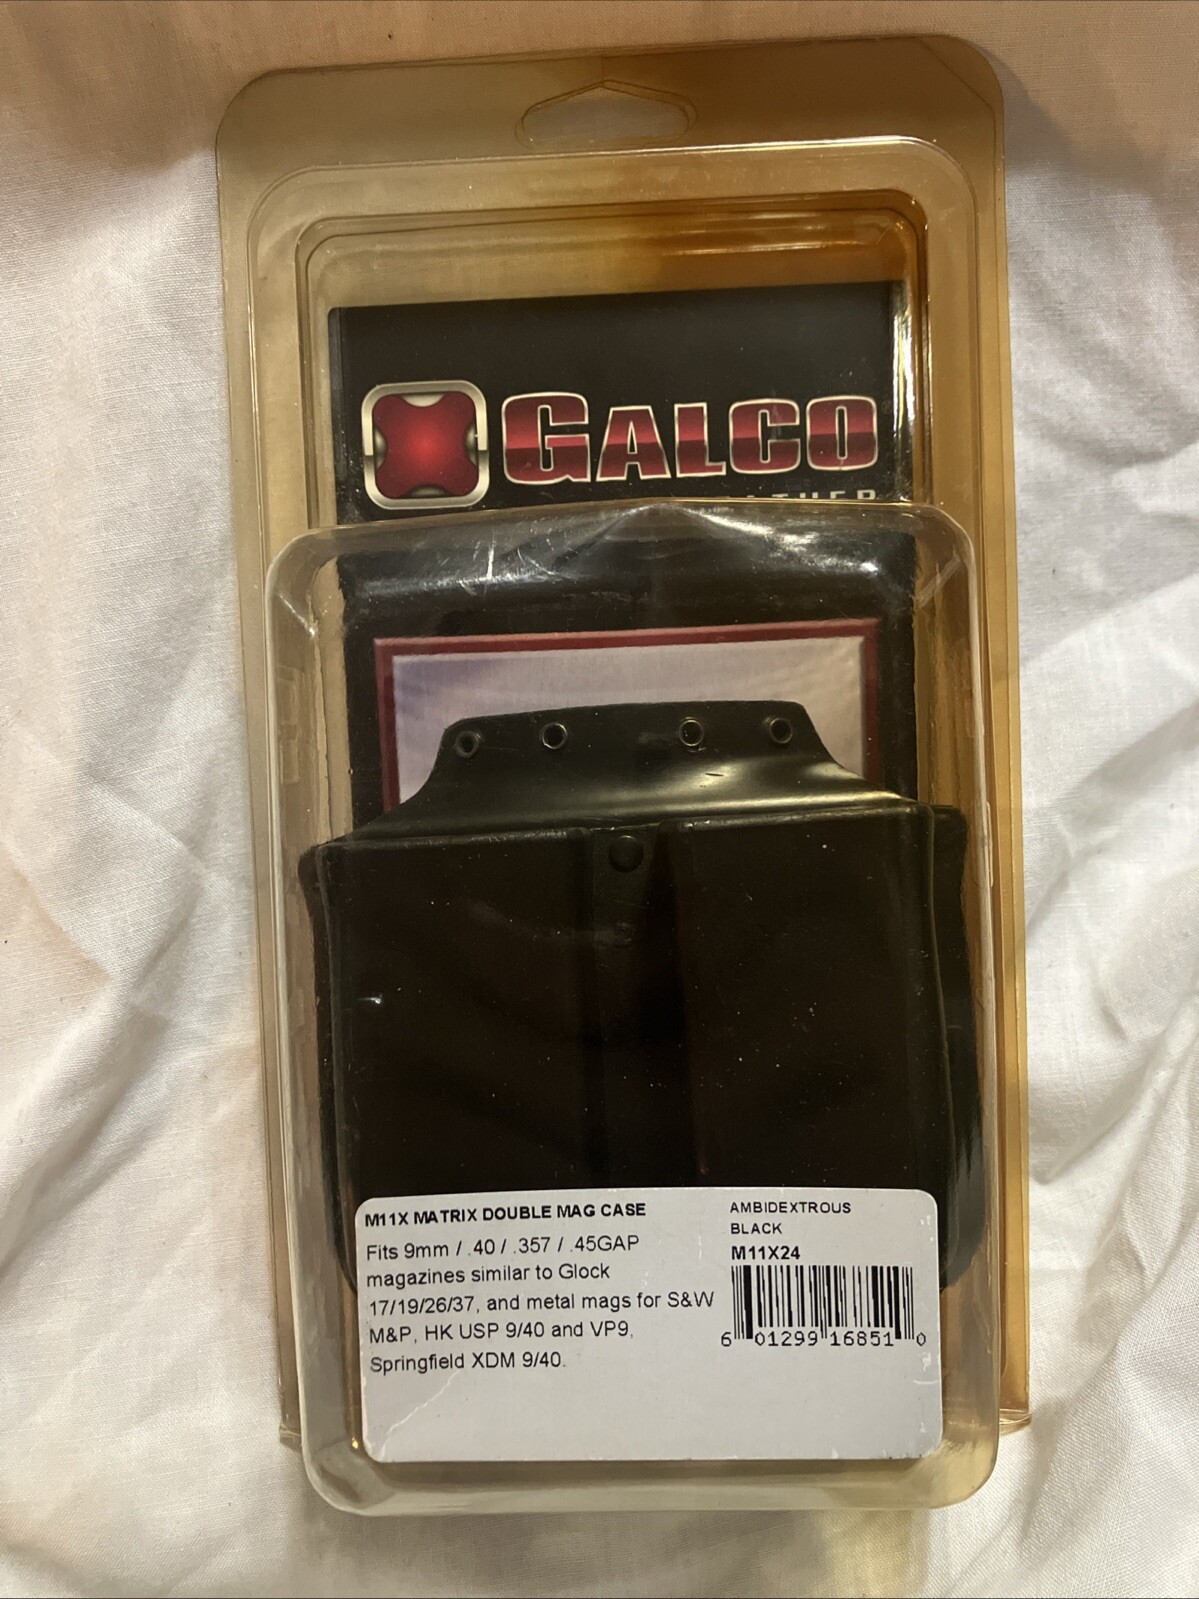 GALCO
M11X MATRIX DOUBLE MAG CASE
Fits 9mm / .40 / .357 / .45GAP
magazines similar to Glock
17/19/26/37, and metal mags for S&W
M&P, HK USP 9/40 and VP9,
Springfield XDM 9/40.
AMBIDEXTROUS
BLACK
M11X24
6 01299 16851 0